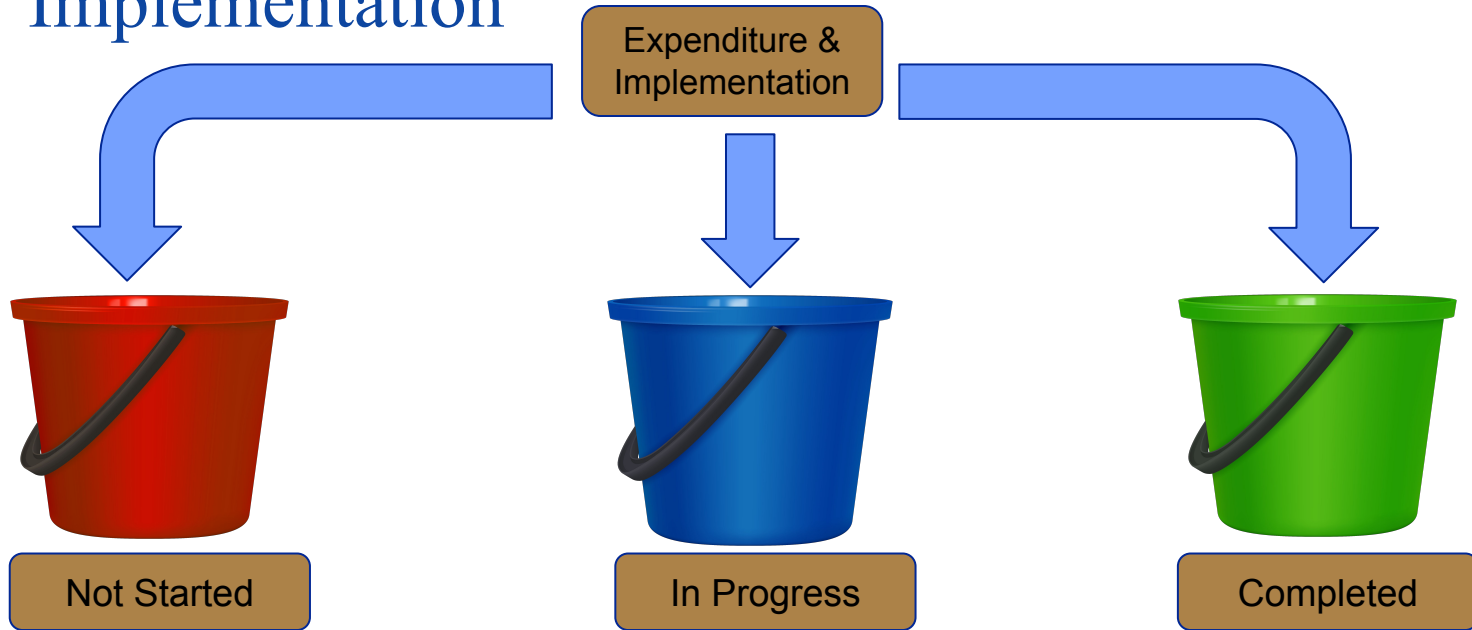 Implementation
Expenditure &
Implementation
Not Started
In Progress
Completed